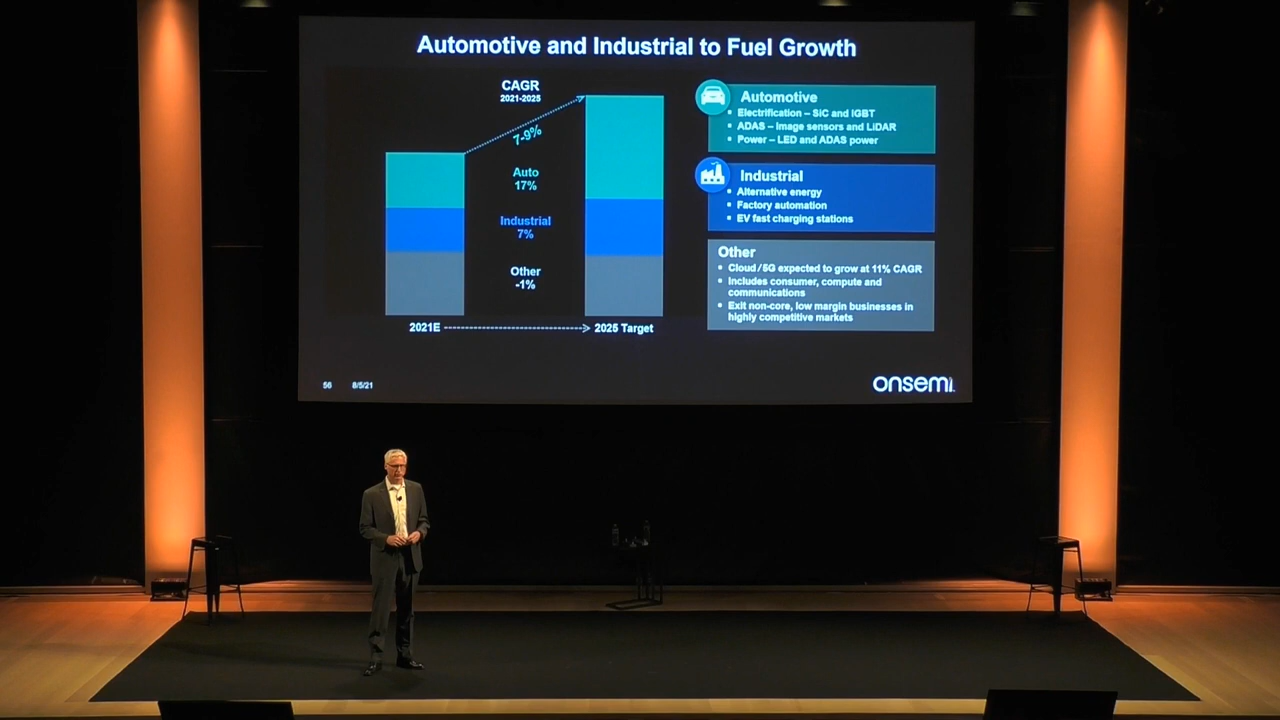 Automotive and Industrial to Fuel Growth
CAGR
2021-2025
7-9%
Auto
17%
Industrial
7%
Other
-1%
2021E
2025 Target
Automotive
Electrification – SiC and IGBT
ADAS – Image sensors and LiDAR
Power – LED and ADAS power
Industrial
Alternative energy
Factory automation
EV fast charging stations
Other
Cloud/5G expected to grow at 11% CAGR
Includes consumer, compute and
communications
Exit non-core, low margin businesses in
highly competitive markets
56 8/5/21
onsemi